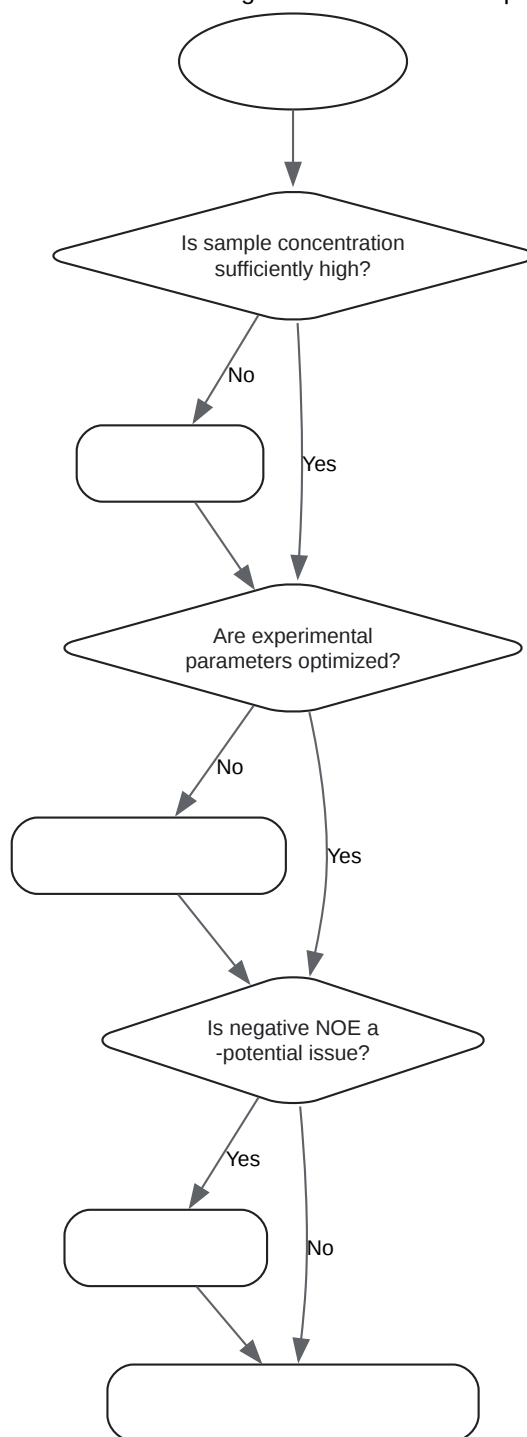 Is sample concentration
sufficiently high?
No
Yes
Are experimental
parameters optimized?
No
Yes
Is negative NOE a
-potential issue?
Yes
No